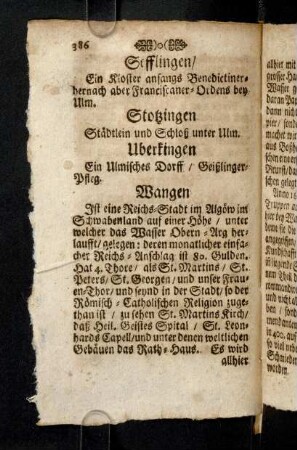 386
Sefflingen/
Ein Kloster anfangs Benedictiner-
hernach aber Franciscaner-Ordens bey
Ulm.
Stotzingen
Städtlein und Schloß unter Ulm.
Uberkingen
Ein Ulmisches Dorff / Geißlinger-
Pfleg.
Wangen
Ist eine Reichs-Stadt im Algöw im
Schwabenland auf einer Höhe / unter
welcher das Wasser Obern-Arg her-
laufft/ gelegen: deren monatlicher einfa-
cher Reichs-Anschlag ist 80. Gulden.
Hat 4. Thore/ als St. Martins/ St.
Peters/ St. Georgen/ und unser Frau-
en-Thor/ und seynd in der Stadt/ so der
Römisch-Catholischen Religion zuge-
than ist / zu sehen St. Martins Kirch/
daß Heil. Geistes Spital / St. Leon-
hards Capell/ und unter denen weltlichen
Gebäuen das Rath-Haus. Es wird
allhier